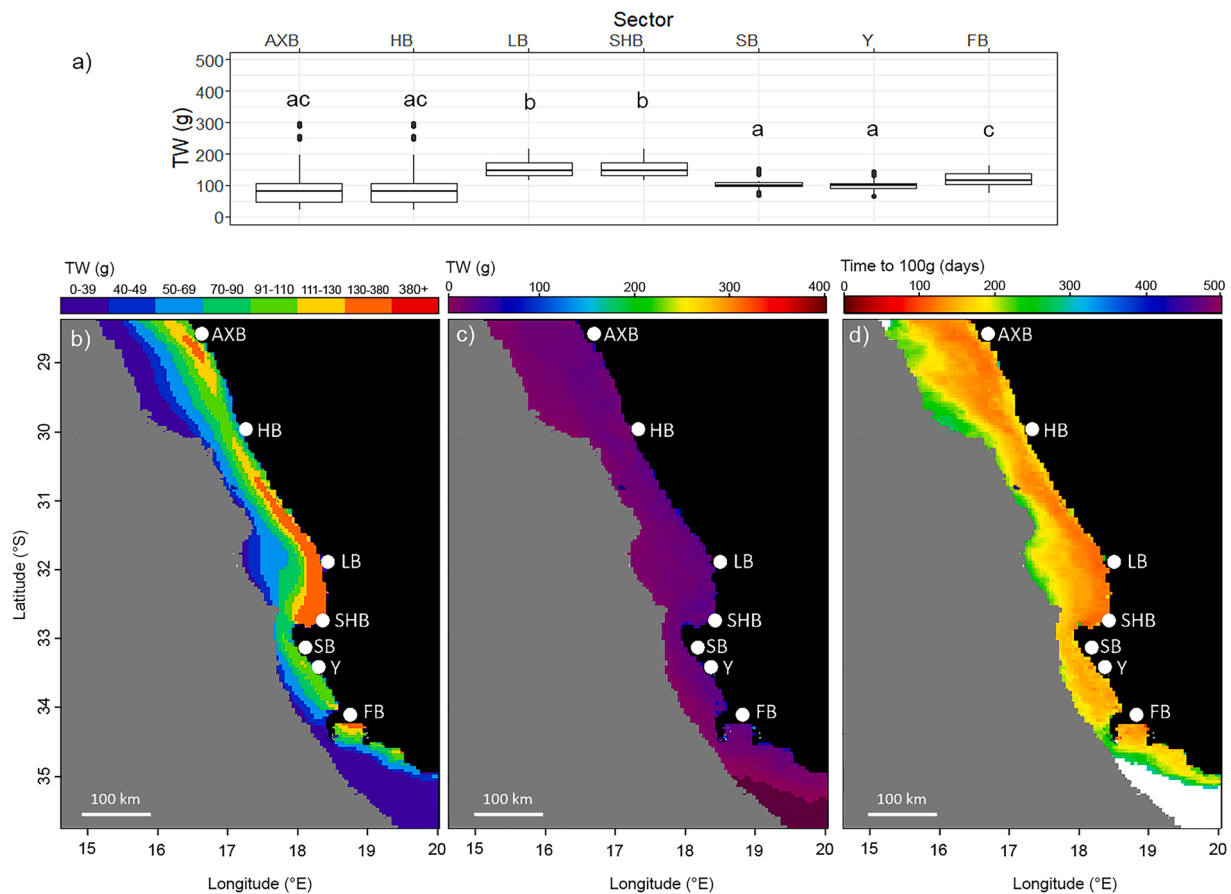 Sector
AXB HB LB SHB SB Y FB
a)
TW (g)
500
400
300
200
100
0
ac ac b b a a c
TW (g)
0-39 40-49 50-69 70-90 91-110 111-130 130-380 380+
TW (g)
0 100 200 300 400
Time to 100g (days)
0 100 200 300 400 500
b)
AXB
HB
LB
SHB
SB
Y
FB
100 km
c)
AXB
HB
LB
SHB
SB
Y
FB
100 km
d)
AXB
HB
LB
SHB
SB
Y
FB
100 km
Latitude (°S)
29
30
31
32
33
34
35
15 16 17 18 19 20
15 16 17 18 19 20
15 16 17 18 19 20
Longitude (°E)
Longitude (°E)
Longitude (°E)